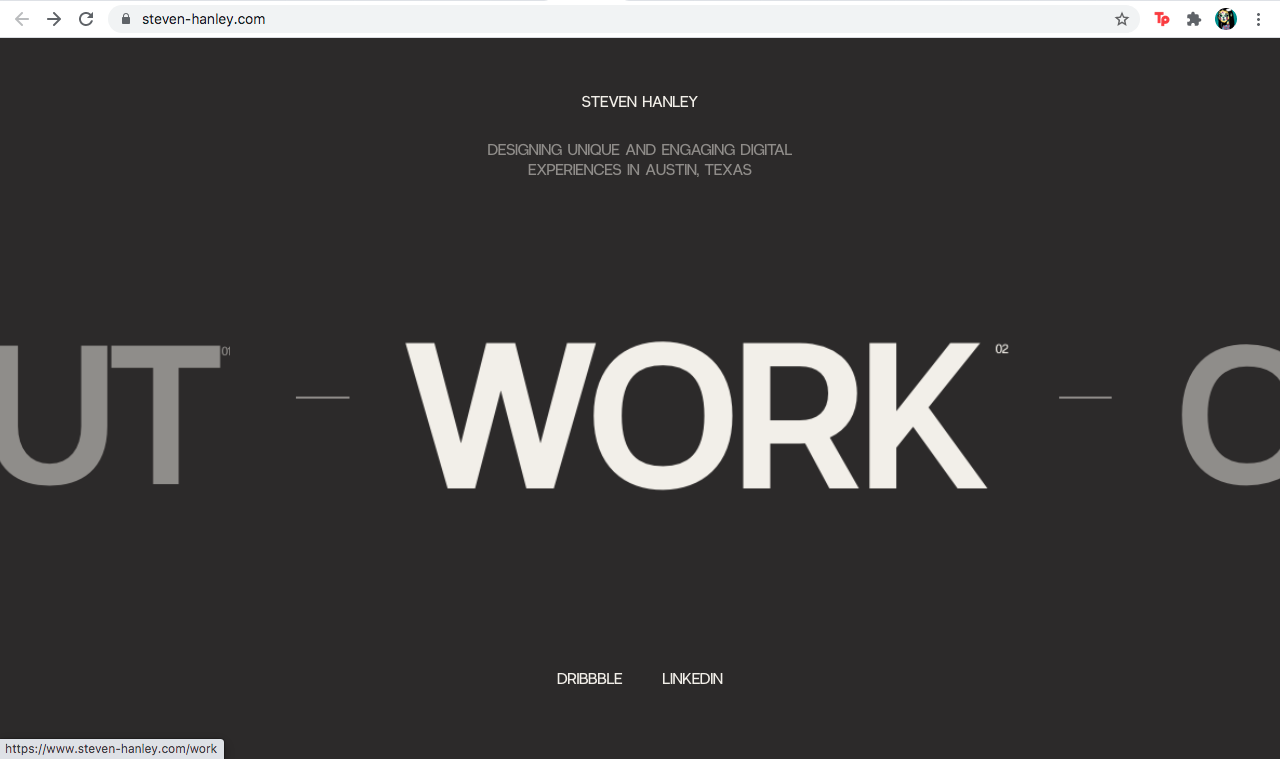 steven-hanley.com
Tp
STEVEN HANLEY
DESIGNING UNIQUE AND ENGAGING DIGITAL
EXPERIENCES IN AUSTIN, TEXAS
UT 01 — WORK 02 —
DRIBBBLE LINKEDIN
https://www.steven-hanley.com/work